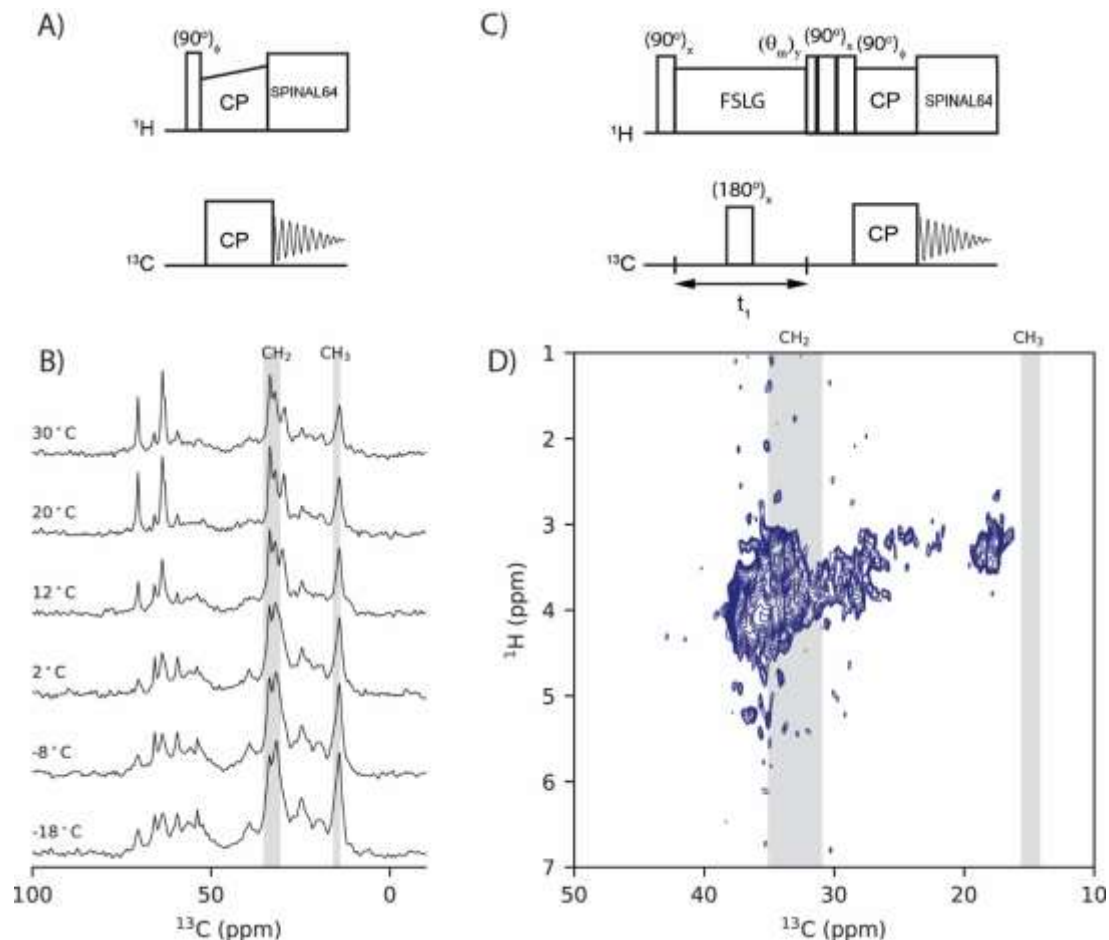 A)
(90°)ϕ
CP
SPINAL64
¹H
CP
¹³C
C)
(90°)x
(θm)y
(90°)x
(90°)ϕ
FSLG
CP
SPINAL64
¹H
(180°)x
CP
¹³C
t₁
B)
CH₂
CH₃
30°C
20°C
12°C
2°C
-8°C
-18°C
100
50
0
¹³C (ppm)
D)
CH₂
CH₃
1
2
3
4
5
6
7
¹H (ppm)
50
40
30
20
10
¹³C (ppm)